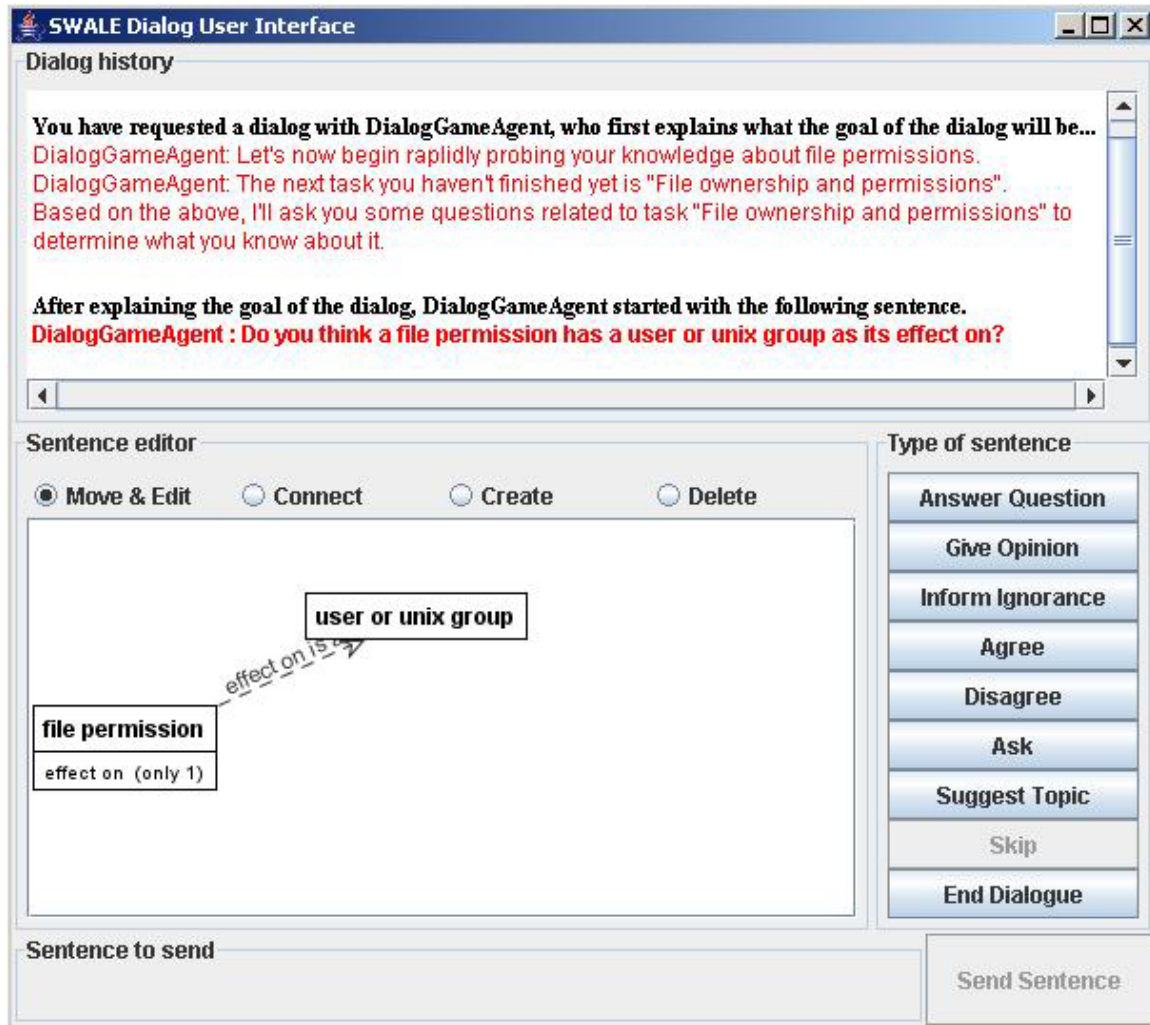 SWALE Dialog User Interface
Dialog history
You have requested a dialog with DialogGameAgent, who first explains what the goal of the dialog will be...
DialogGameAgent: Let's now begin raplidly probing your knowledge about file permissions.
DialogGameAgent: The next task you haven't finished yet is "File ownership and permissions".
Based on the above, I'll ask you some questions related to task "File ownership and permissions" to
determine what you know about it.
After explaining the goal of the dialog, DialogGameAgent started with the following sentence.
DialogGameAgent : Do you think a file permission has a user or unix group as its effect on?
Sentence editor
Move & Edit Connect Create Delete
user or unix group
effect on is
file permission
effect on (only 1)
Type of sentence
Answer Question
Give Opinion
Inform Ignorance
Agree
Disagree
Ask
Suggest Topic
Skip
End Dialogue
Sentence to send
Send Sentence